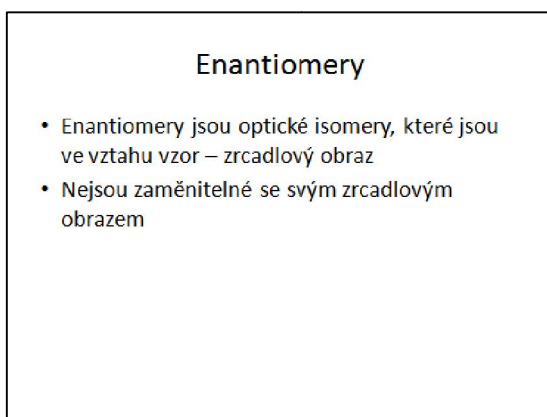 Enantiomery
• Enantiomery jsou optické isomery, které jsou
ve vztahu vzor – zrcadlový obraz
• Nejsou zaměnitelné se svým zrcadlovým
obrazem